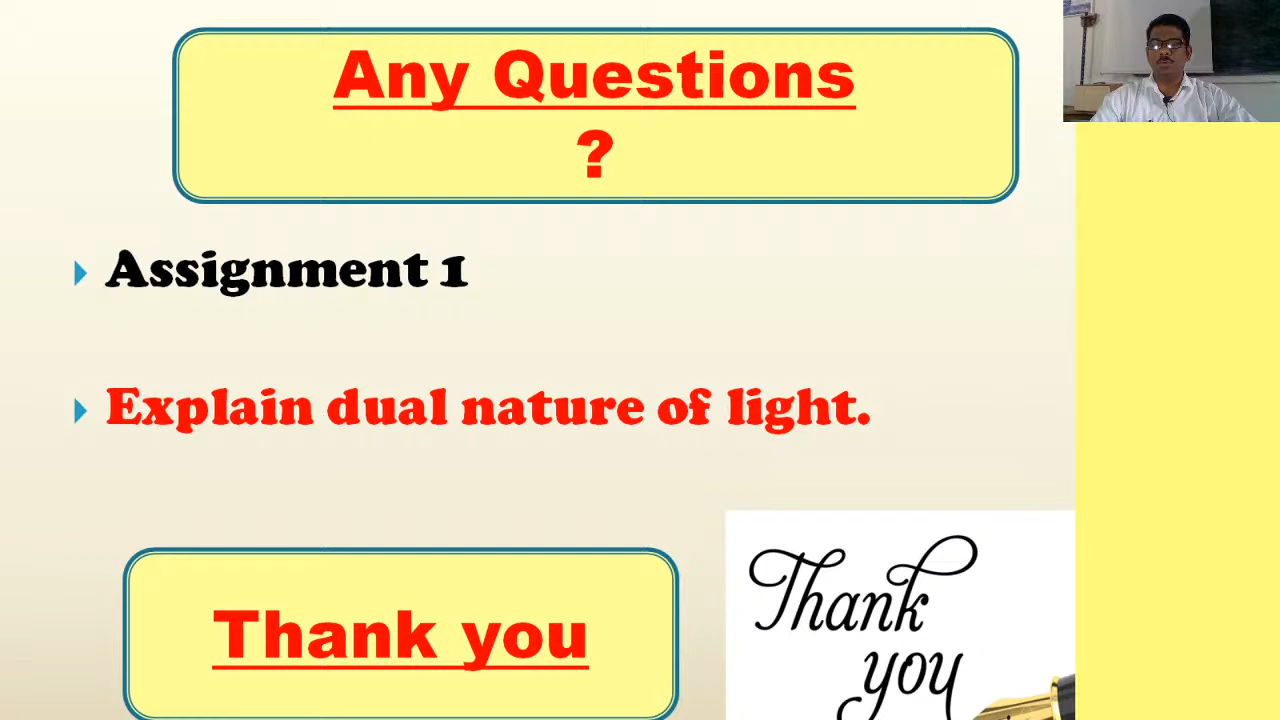 Any Questions
?
Assignment 1
Explain dual nature of light.
Thank you
Thank
you